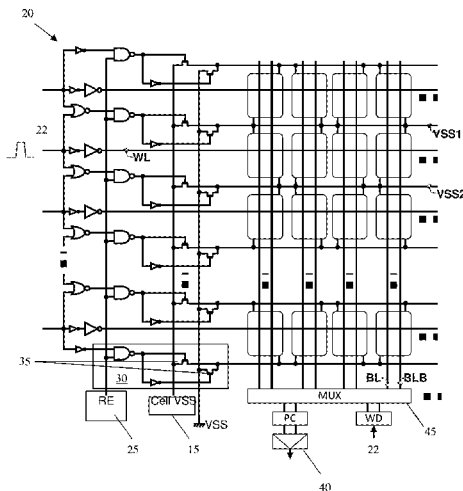 20
22
WL
VSS1
VSS2
35
30
BL
BLB
RE
Cell VSS
VSS
MUX
45
PC
WD
25
15
22
40